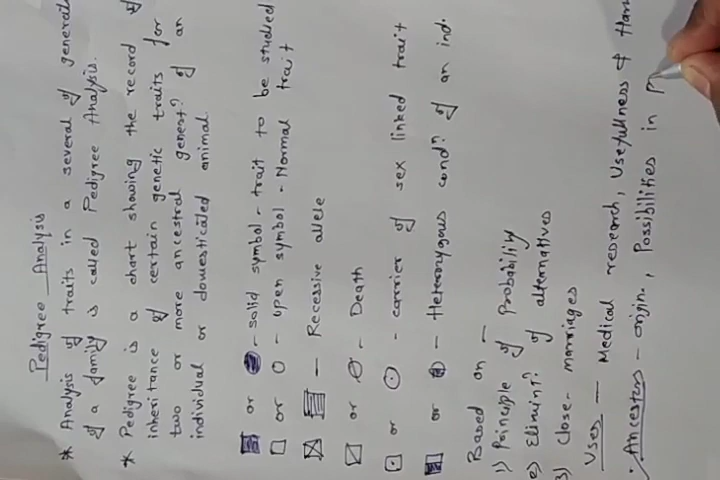 Pedigree Analysis
* Analysis of traits in a several of generati
of a family is called Pedigree Analysis.
* Pedigree is a chart showing the record of
inheritance of certain genetic traits for
two or more ancestral genern of an
individual or domesticated animal.
or - solid symbol - trait to be studied
or - open symbol - Normal trait
- Recessive allele
or - Death
or - carrier of sex linked trait
or - Heterozygous condn of an ind.
Based on -
1) Principle of Probability
2) Eliminn of alternatives
3) close - marriages
Uses - Medical research, Usefullness & Harm
Ancestors - origin, Possibilities in P